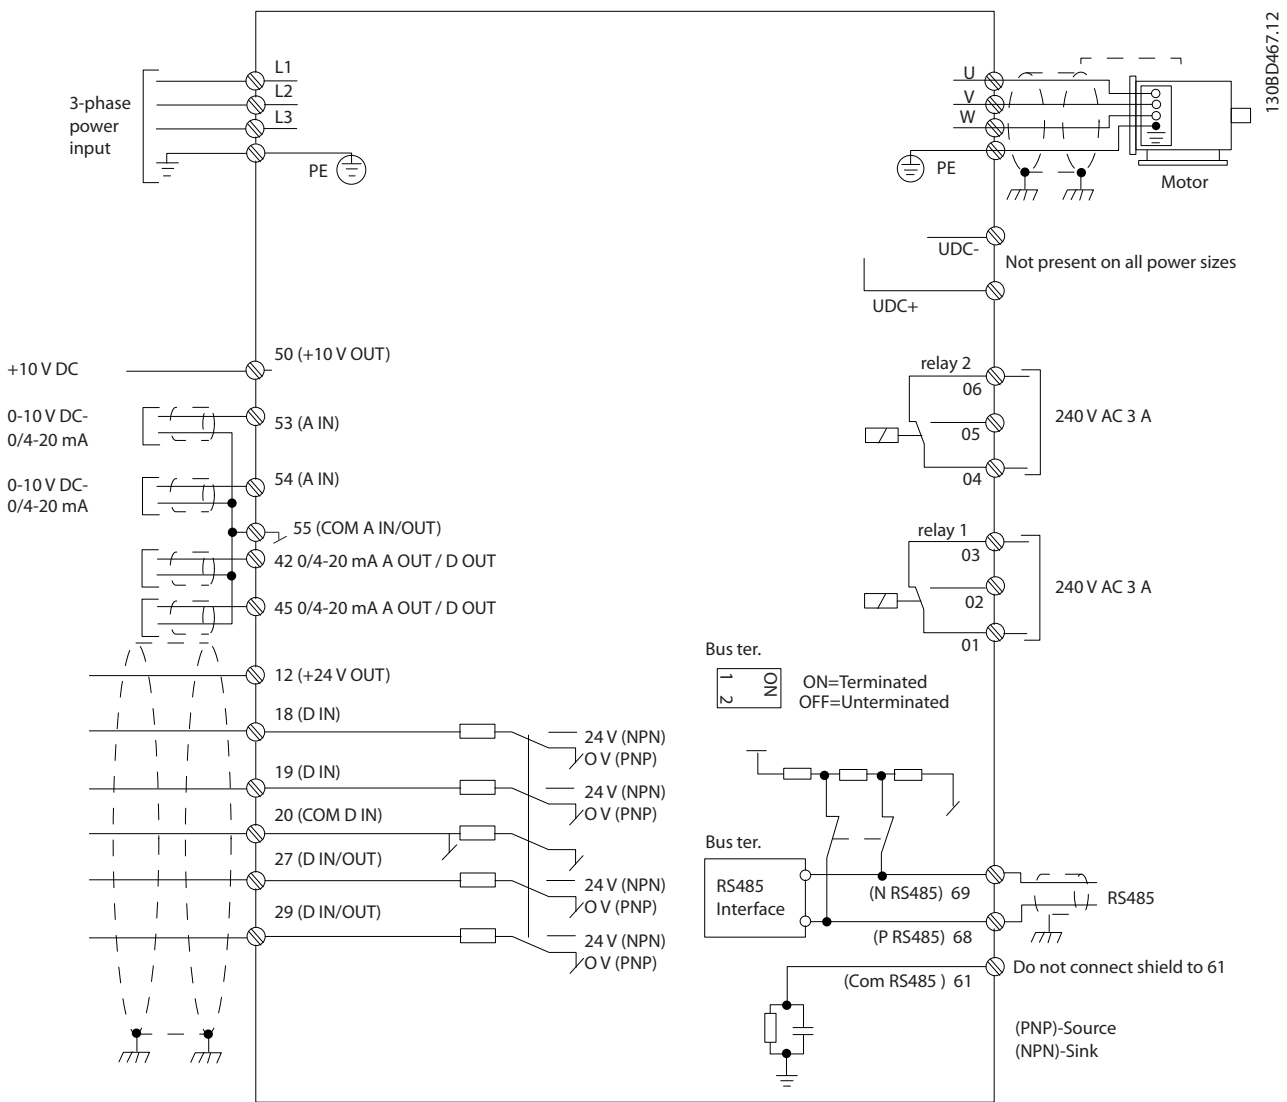 130BD467.12
3-phase
power
input
L1
L2
L3
PE
U
V
W
PE
Motor
UDC-
Not present on all power sizes
UDC+
+10 V DC
50 (+10 V OUT)
0-10 V DC-
0/4-20 mA
53 (A IN)
0-10 V DC-
0/4-20 mA
54 (A IN)
55 (COM A IN/OUT)
42 0/4-20 mA A OUT / D OUT
45 0/4-20 mA A OUT / D OUT
12 (+24 V OUT)
18 (D IN)
24 V (NPN)
O V (PNP)
19 (D IN)
24 V (NPN)
O V (PNP)
20 (COM D IN)
27 (D IN/OUT)
24 V (NPN)
O V (PNP)
29 (D IN/OUT)
24 V (NPN)
O V (PNP)
relay 2
06
05
04
240 V AC 3 A
relay 1
03
02
01
240 V AC 3 A
Bus ter.
1 2 ON
ON=Terminated
OFF=Unterminated
Bus ter.
RS485
Interface
(N RS485) 69
RS485
(P RS485) 68
(Com RS485 ) 61
Do not connect shield to 61
(PNP)-Source
(NPN)-Sink